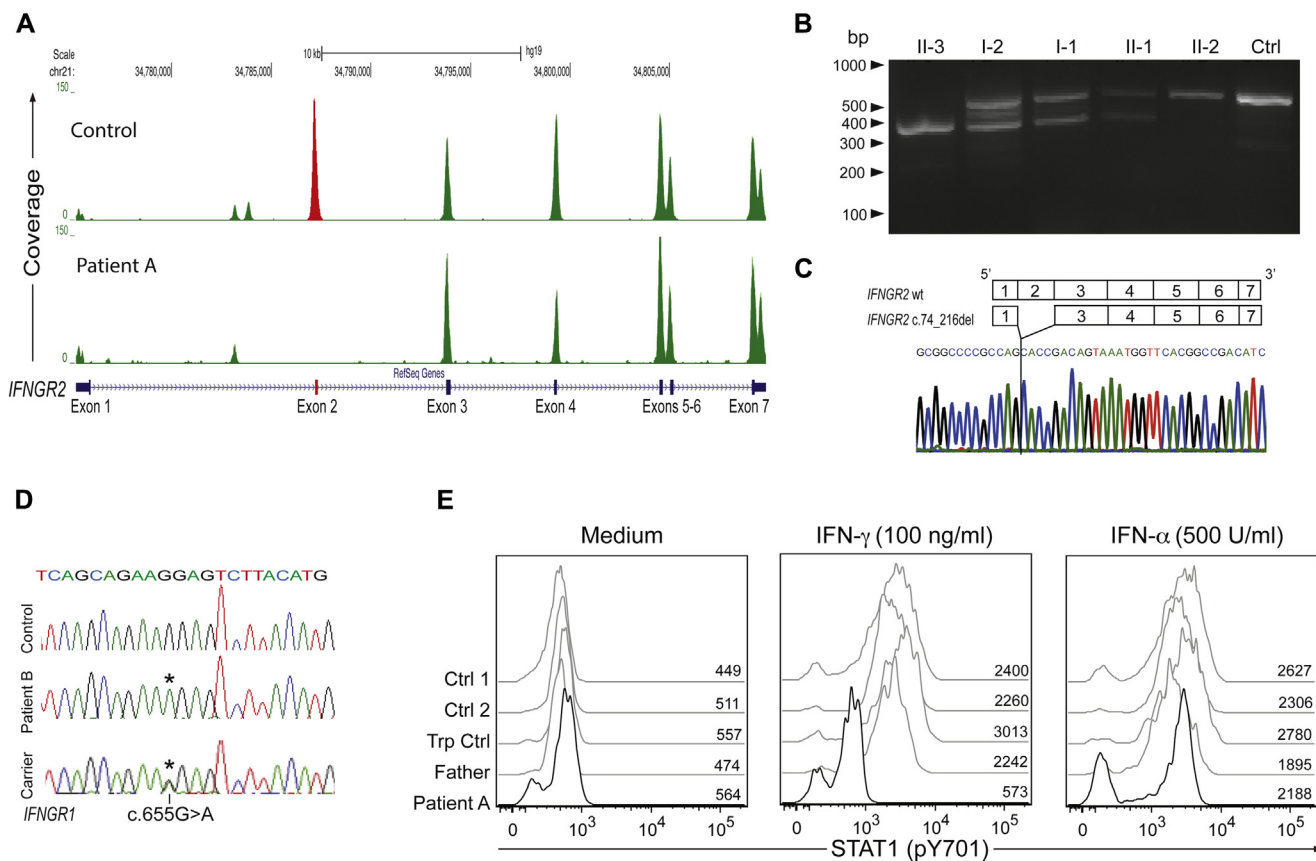 A
Scale
chr21:
10 kb
hg19
34,780,000
34,785,000
34,790,000
34,795,000
34,800,000
34,805,000
150
Control
0
150
Patient A
0
Coverage
RefSeq Genes
IFNGR2
Exon 1
Exon 2
Exon 3
Exon 4
Exons 5-6
Exon 7
B
bp
II-3
I-2
I-1
II-1
II-2
Ctrl
1000
500
400
300
200
100
C
5'
3'
IFNGR2 wt
1 2 3 4 5 6 7
IFNGR2 c.74_216del
1 3 4 5 6 7
GCGGCCCCGCCAGCACCGACAGTAAATGGTTCACGGCCGACATC
D
TCAGCAGAAGGAGTCTTACATG
Control
Patient B
*
Carrier
*
IFNGR1
c.655G>A
E
Medium
IFN-γ (100 ng/ml)
IFN-α (500 U/ml)
Ctrl 1
449
2400
2627
Ctrl 2
511
2260
2306
Trp Ctrl
557
3013
2780
Father
474
2242
1895
Patient A
564
573
2188
0 10³ 10⁴ 10⁵
0 10³ 10⁴ 10⁵
0 10³ 10⁴ 10⁵
STAT1 (pY701)